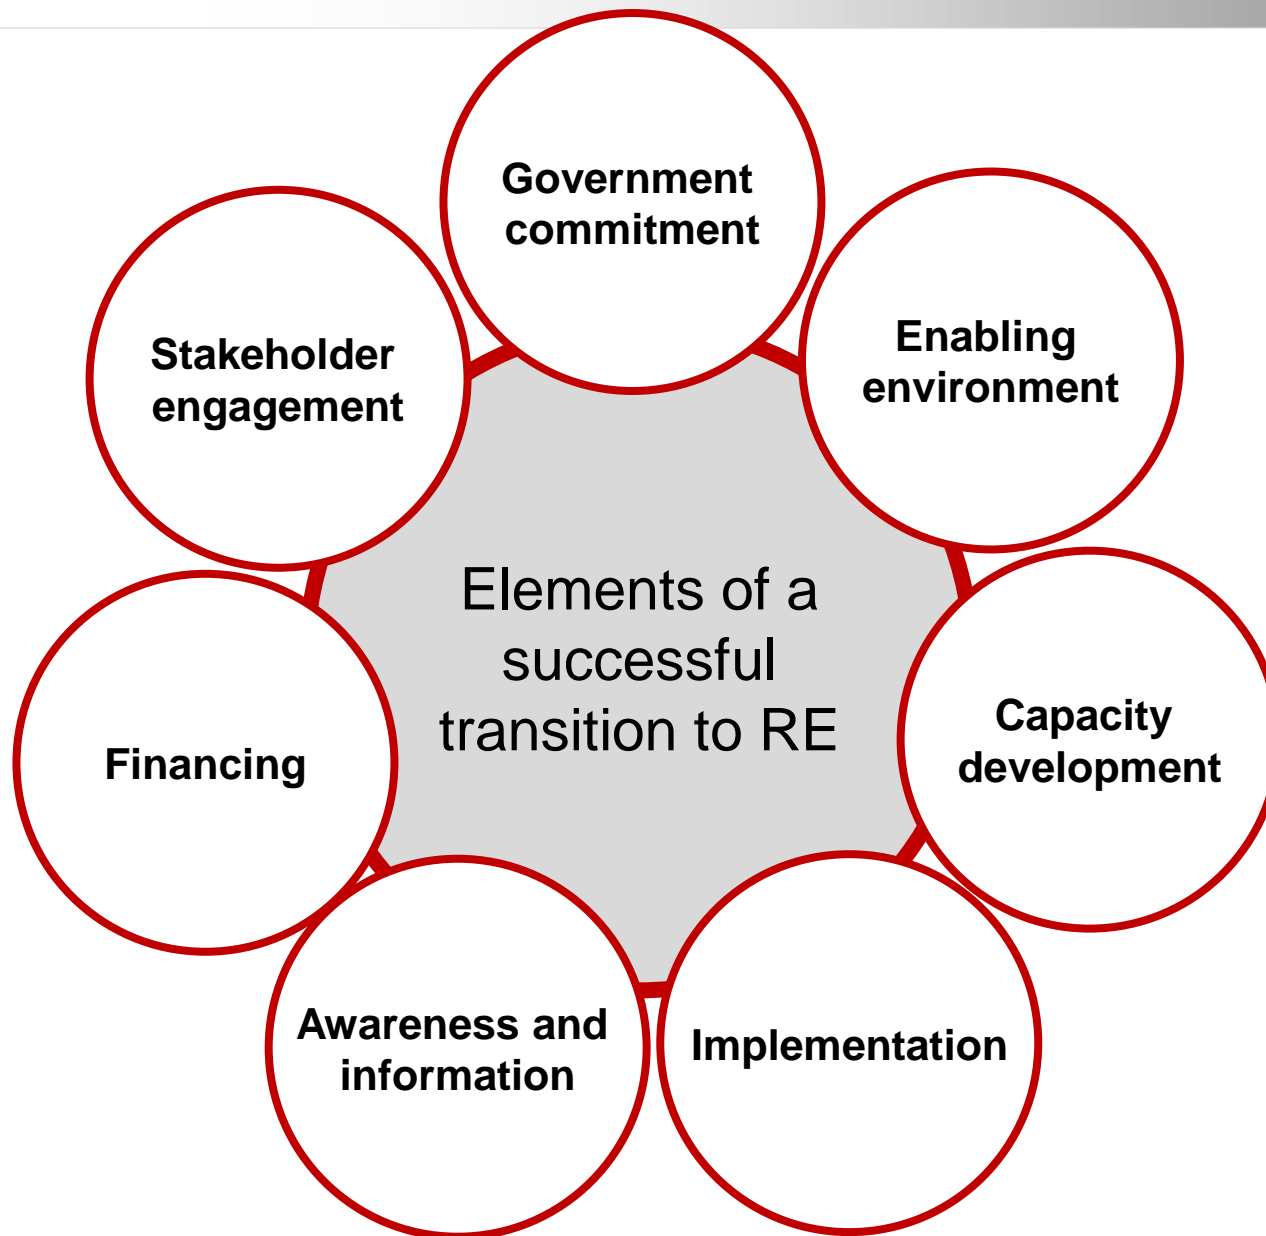 Government
commitment
Enabling
environment
Stakeholder
engagement
Elements of a
successful
transition to RE
Capacity
development
Financing
Awareness and
information
Implementation